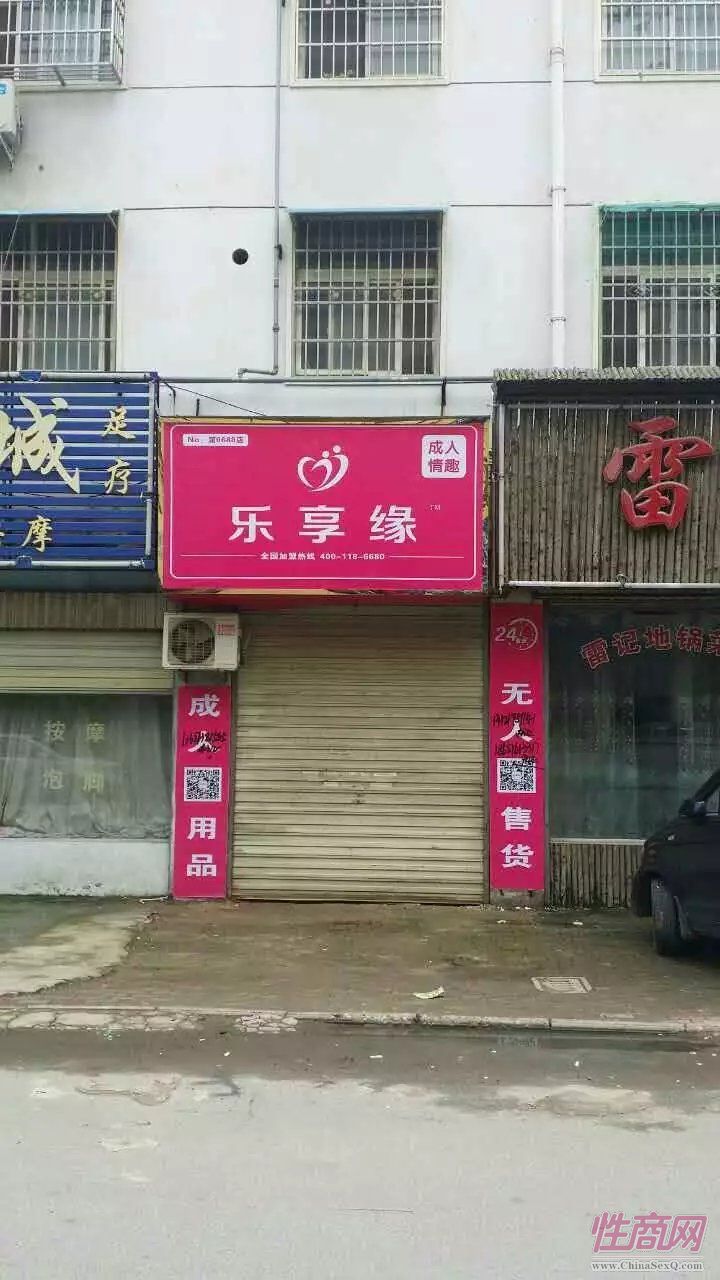 城
足疗
摩
No：第6688店
成人
情趣
乐享缘
TM
全国加盟热线 400-118-6680
雷
雷记地锅菜
按摩
泡脚
成人用品
24
无人售货
性商网
www.ChinaSexQ.com